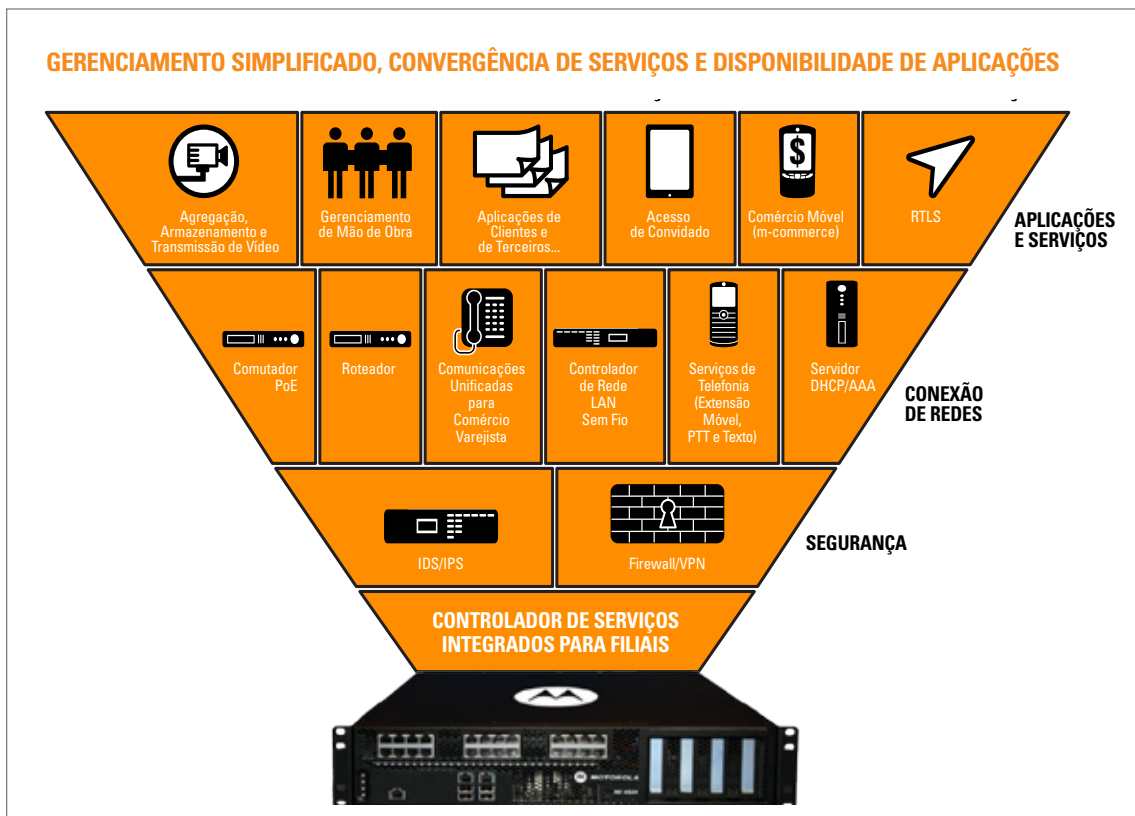 GERENCIAMENTO SIMPLIFICADO, CONVERGÊNCIA DE SERVIÇOS E DISPONIBILIDADE DE APLICAÇÕES
Agregação,
Armazenamento e
Transmissão de Vídeo
Gerenciamento
de Mão de Obra
Aplicações de
Clientes e
de Terceiros...
Acesso
de Convidado
$
Comércio Móvel
(m-commerce)
RTLS
APLICAÇÕES
E SERVIÇOS
Comutador
PoE
Roteador
Comunicações
Unificadas
para
Comércio
Varejista
Controlador
de Rede
LAN
Sem Fio
Serviços de
Telefonia
(Extensão
Móvel,
PTT e Texto)
Servidor
DHCP/AAA
CONEXÃO
DE REDES
IDS/IPS
Firewall/VPN
SEGURANÇA
CONTROLADOR DE SERVIÇOS
INTEGRADOS PARA FILIAIS
MOTOROLA